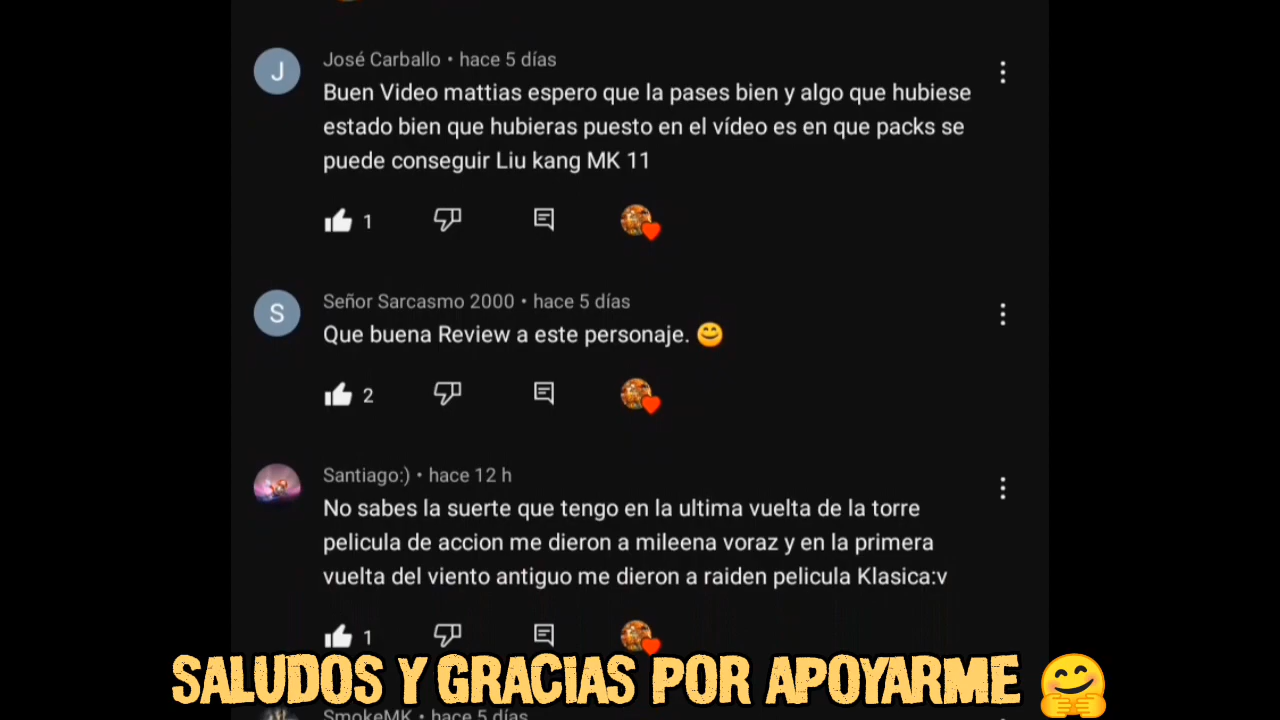 José Carballo • hace 5 días
Buen Video mattias espero que la pases bien y algo que hubiese
estado bien que hubieras puesto en el vídeo es en que packs se
puede conseguir Liu kang MK 11
1
Señor Sarcasmo 2000 • hace 5 días
Que buena Review a este personaje. 😊
2
Santiago:) • hace 12 h
No sabes la suerte que tengo en la ultima vuelta de la torre
pelicula de accion me dieron a mileena voraz y en la primera
vuelta del viento antiguo me dieron a raiden pelicula Klasica:v
1
SALUDOS Y GRACIAS POR APOYARME 🤗
SmokeMK • hace 5 días